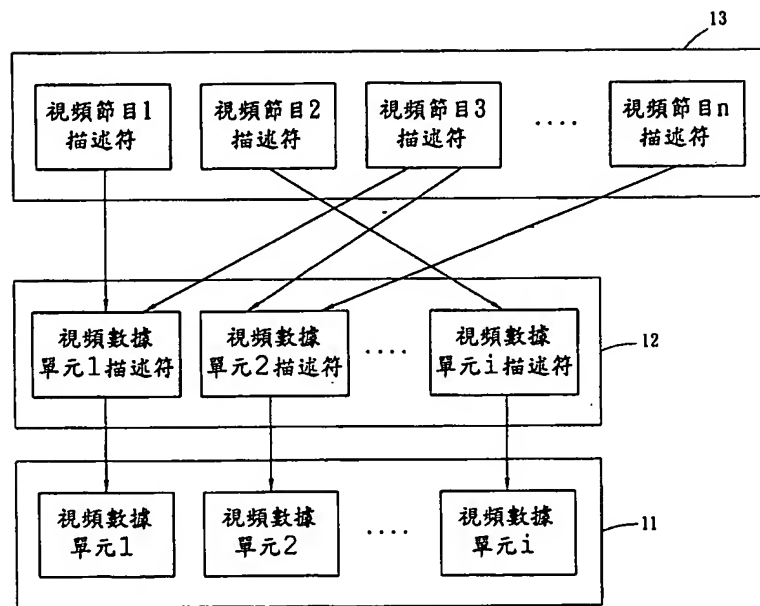 13
視頻節目1
描述符
視頻節目2
描述符
視頻節目3
描述符
····
視頻節目n
描述符
視頻數據
單元1描述符
視頻數據
單元2描述符
····
視頻數據
單元i描述符
12
視頻數據
單元1
視頻數據
單元2
····
視頻數據
單元i
11